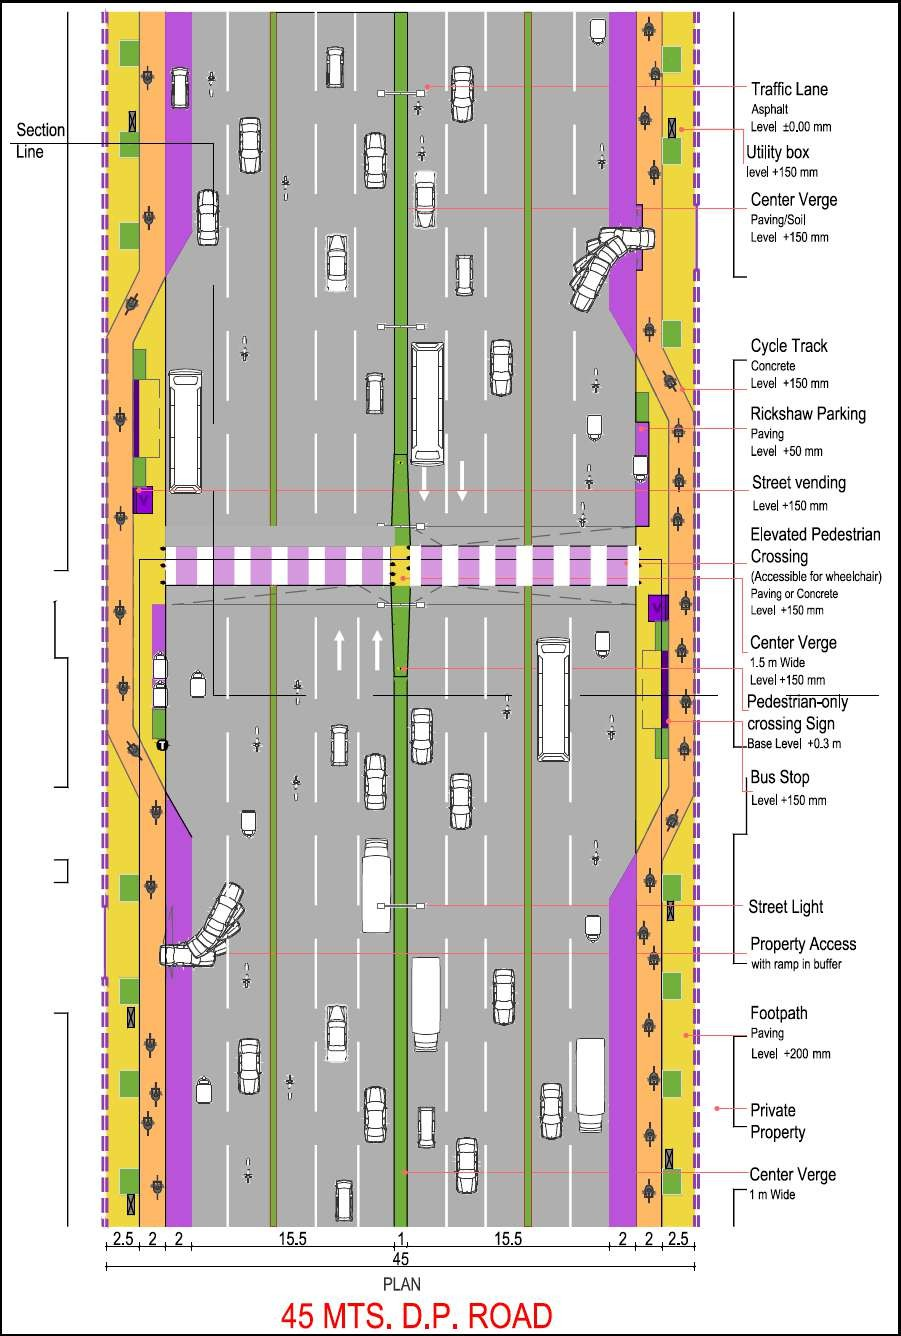 Section
Line
Traffic Lane
Asphalt
Level ±0,00 mm
Utility box
level +150 mm
Center Verge
Paving/Soil
Level +150 mm
Cycle Track
Concrete
Level +150 mm
Rickshaw Parking
Paving
Level +50 mm
Street vending
Level +150 mm
Elevated Pedestrian
Crossing
(Accessible for wheelchair)
Paving or Concrete
Level +150 mm
Center Verge
1.5 m Wide
Level +150 mm
Pedestrian-only
crossing Sign
Base Level +0.3 m
Bus Stop
Level +150 mm
Street Light
Property Access
with ramp in buffer
Footpath
Paving
Level +200 mm
Private
Property
Center Verge
1 m Wide
V
V
T
2.5 2 2 15.5 1 15.5 2 2 2.5
45
PLAN
45 MTS. D.P. ROAD